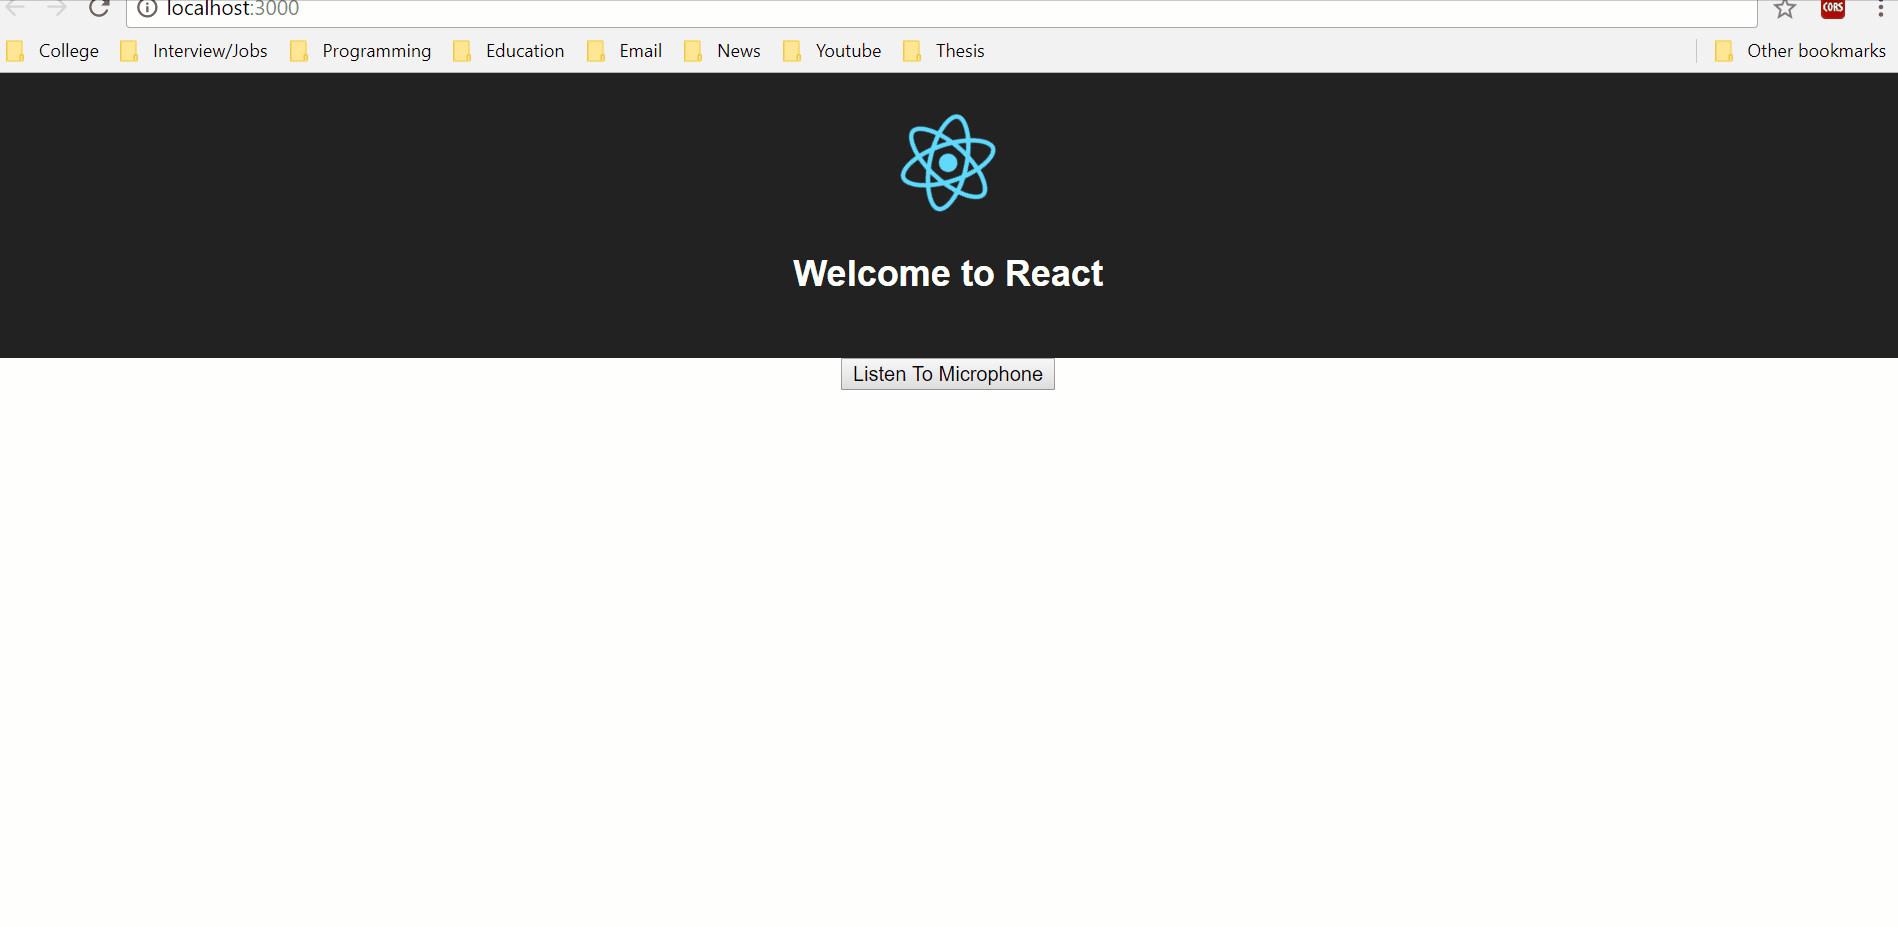 localhost:3000
CORS
College Interview/Jobs Programming Education Email News Youtube Thesis Other bookmarks
Welcome to React
Listen To Microphone